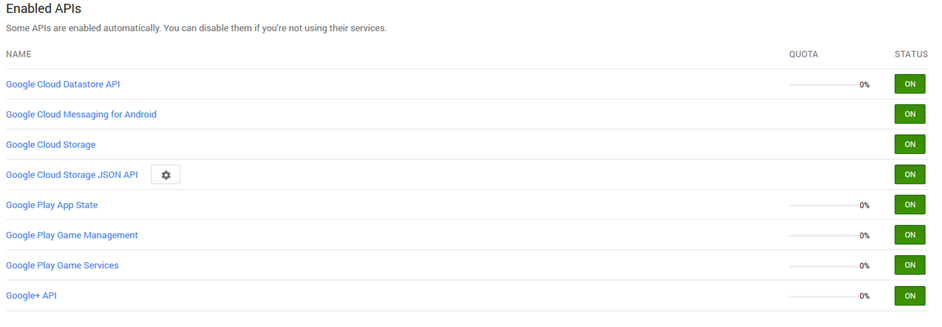 Enabled APIs
Some APIs are enabled automatically. You can disable them if you're not using their services.
NAME QUOTA STATUS
Google Cloud Datastore API 0% ON
Google Cloud Messaging for Android ON
Google Cloud Storage ON
Google Cloud Storage JSON API ON
Google Play App State 0% ON
Google Play Game Management 0% ON
Google Play Game Services 0% ON
Google+ API 0% ON